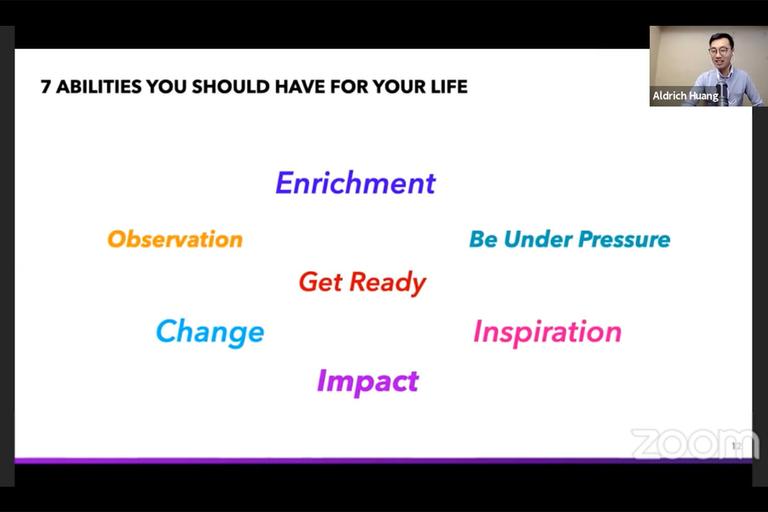 7 ABILITIES YOU SHOULD HAVE FOR YOUR LIFE
Aldrich Huang
Enrichment
Observation
Be Under Pressure
Get Ready
Change
Inspiration
Impact
zoom